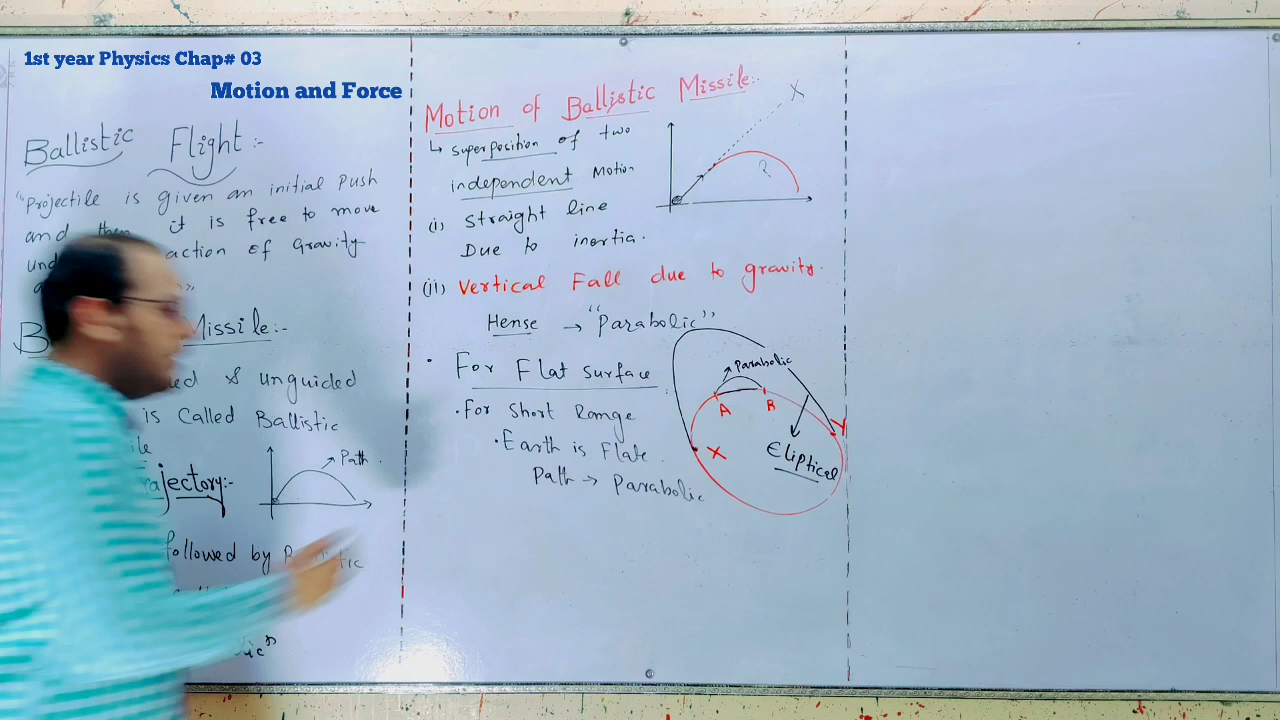 1st year Physics Chap# 03
Motion and Force
Ballistic Flight:-
"Projectile is given an initial Push
and then it is free to move
action of Gravity
Missile:-
& unguided
is Called Ballistic
Path
ajectory:-
followed by
Motion of Ballistic Missile:-
↳ superposition of two
independent Motion
(i) Straight line
Due to inertia.
X
(ii) Vertical Fall due to gravity.
Hense → "Parabolic"
• For Flat Surface
• For Short Range
• Earth is Flate
Path → Parabolic
Parabolic
A
B
X
Y
Eliptical